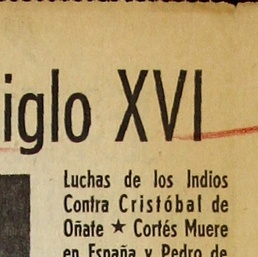 iglo XVI
Luchas de los Indios
Contra Cristóbal de
Oñate ★ Cortés Muere
en España y Pedro de